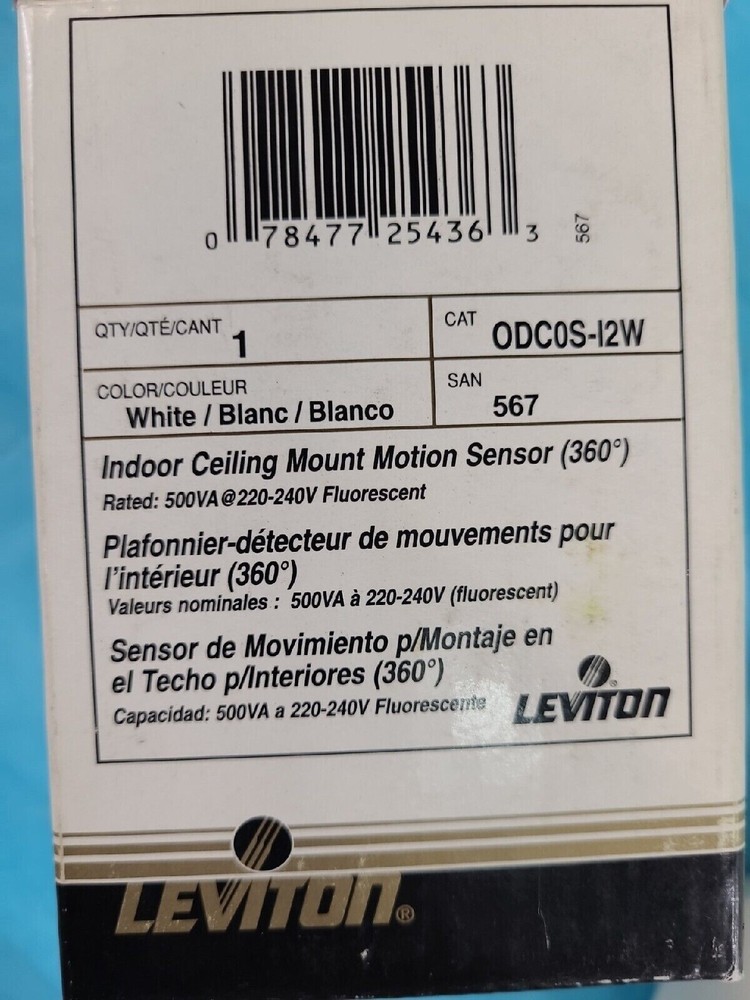 0 78477 25436 3
567
QTY/QTÉ/CANT 1
CAT ODC0S-I2W
COLOR/COULEUR
White / Blanc / Blanco
SAN
567
Indoor Ceiling Mount Motion Sensor (360°)
Rated: 500VA@220-240V Fluorescent
Plafonnier-détecteur de mouvements pour
l'intérieur (360°)
Valeurs nominales : 500VA à 220-240V (fluorescent)
Sensor de Movimiento p/Montaje en
el Techo p/Interiores (360°)
Capacidad: 500VA a 220-240V Fluorescente
LEVITON
LEVITON®